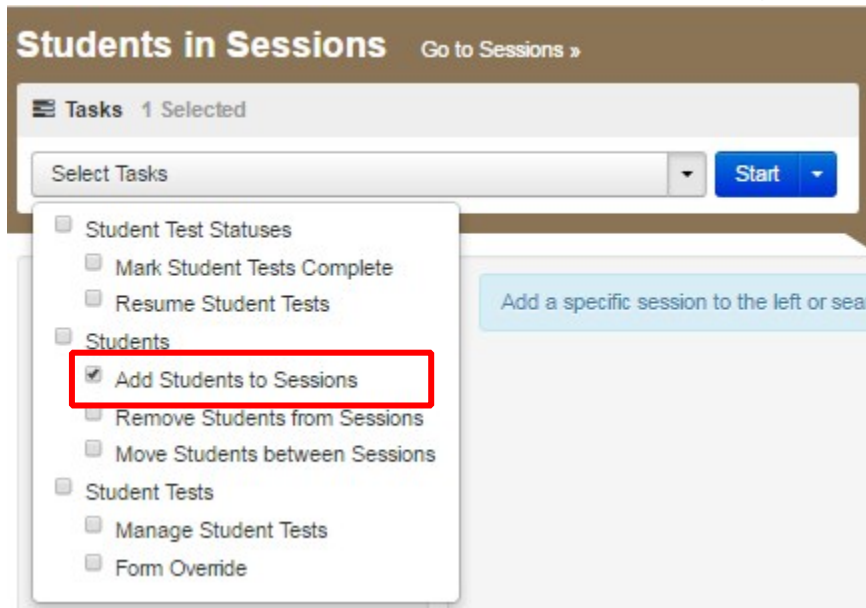 Students in Sessions Go to Sessions »
Tasks 1 Selected
Select Tasks Start
Student Test Statuses
Mark Student Tests Complete
Resume Student Tests
Add a specific session to the left or sea
Students
Add Students to Sessions
Remove Students from Sessions
Move Students between Sessions
Student Tests
Manage Student Tests
Form Override